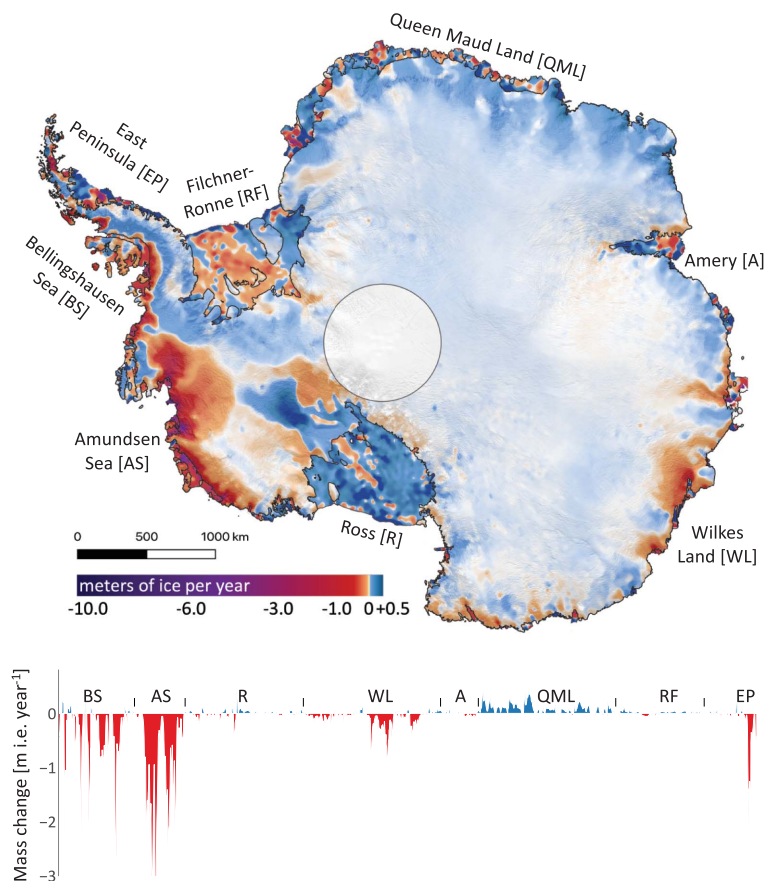 Queen Maud Land [QML]
East
Peninsula [EP]
Filchner-
Ronne [RF]
Bellingshausen
Sea [BS]
Amery [A]
Amundsen
Sea [AS]
Ross [R]
Wilkes
Land [WL]
0 500 1000 km
meters of ice per year
-10.0 -6.0 -3.0 -1.0 0 +0.5
BS AS R WL A QML RF EP
Mass change [m i.e. year⁻¹]
0
−1
−2
−3